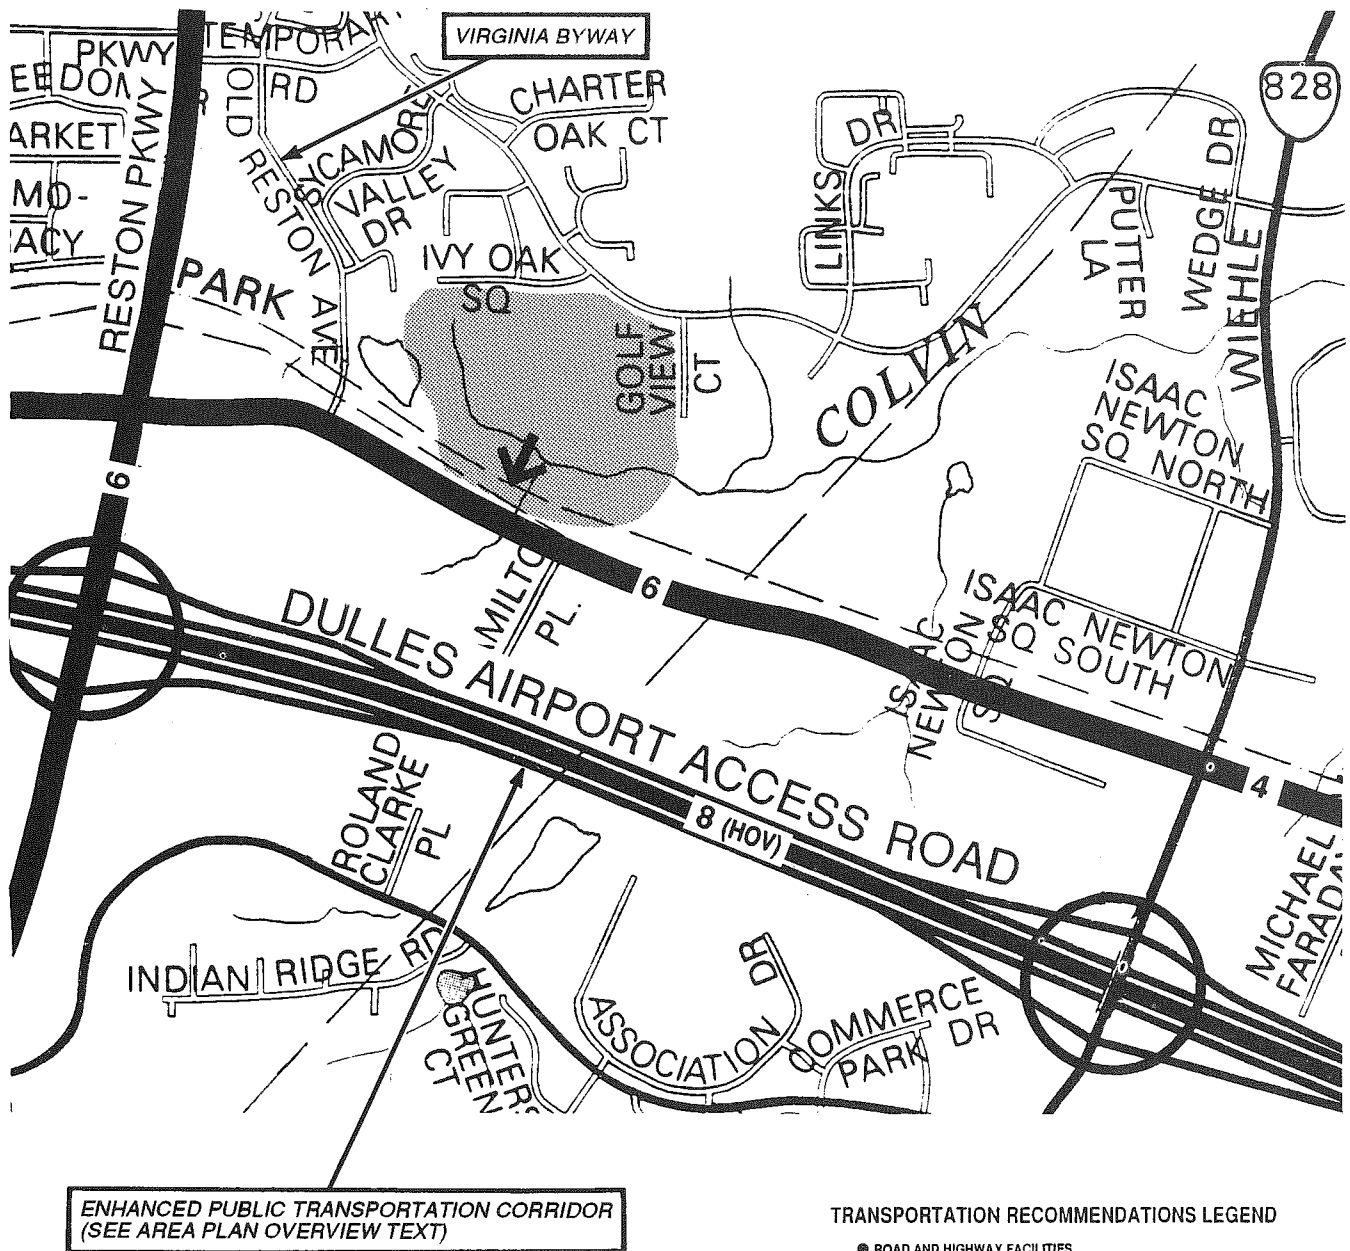 VIRGINIA BYWAY
TEMPORARY
PKWY
RD
828
ARKET
MO-
ACY
RESTON PKWY
OLD
RESTON
AVE
SYCAMORE
VALLEY
DR
CHARTER
OAK CT
IVY OAK
SQ
PARK
GOLF
VIEW
CT
LINKS
DR
COLVIN
PUTTER
LA
WEDGE DR
WIEHLE
ISAAC
NEWTON
SQ NORTH
6
6
MILTON
PL.
ISAAC NEWTON
SQ SOUTH
ISAAC
NEWTON
SQ
DULLES AIRPORT ACCESS ROAD
8 (HOV)
4
ROLAND
CLARKE
PL
MICHAEL
FARADAY
INDIAN RIDGE RD
HUNTERS
GREEN
CT
ASSOCIATION
DR
COMMERCE
PARK DR
ENHANCED PUBLIC TRANSPORTATION CORRIDOR
(SEE AREA PLAN OVERVIEW TEXT)
TRANSPORTATION RECOMMENDATIONS LEGEND
ROAD AND HIGHWAY FACILITIES